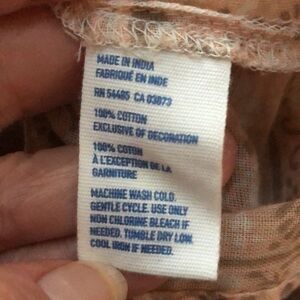 MADE IN INDIA
FABRIQUÉ EN INDE
RN 54485 CA 03873
100% COTTON
EXCLUSIVE OF DECORATION
100% COTON
À L'EXCEPTION DE LA
GARNITURE
MACHINE WASH COLD,
GENTLE CYCLE. USE ONLY
NON CHLORINE BLEACH IF
NEEDED. TUMBLE DRY LOW.
COOL IRON IF NEEDED.